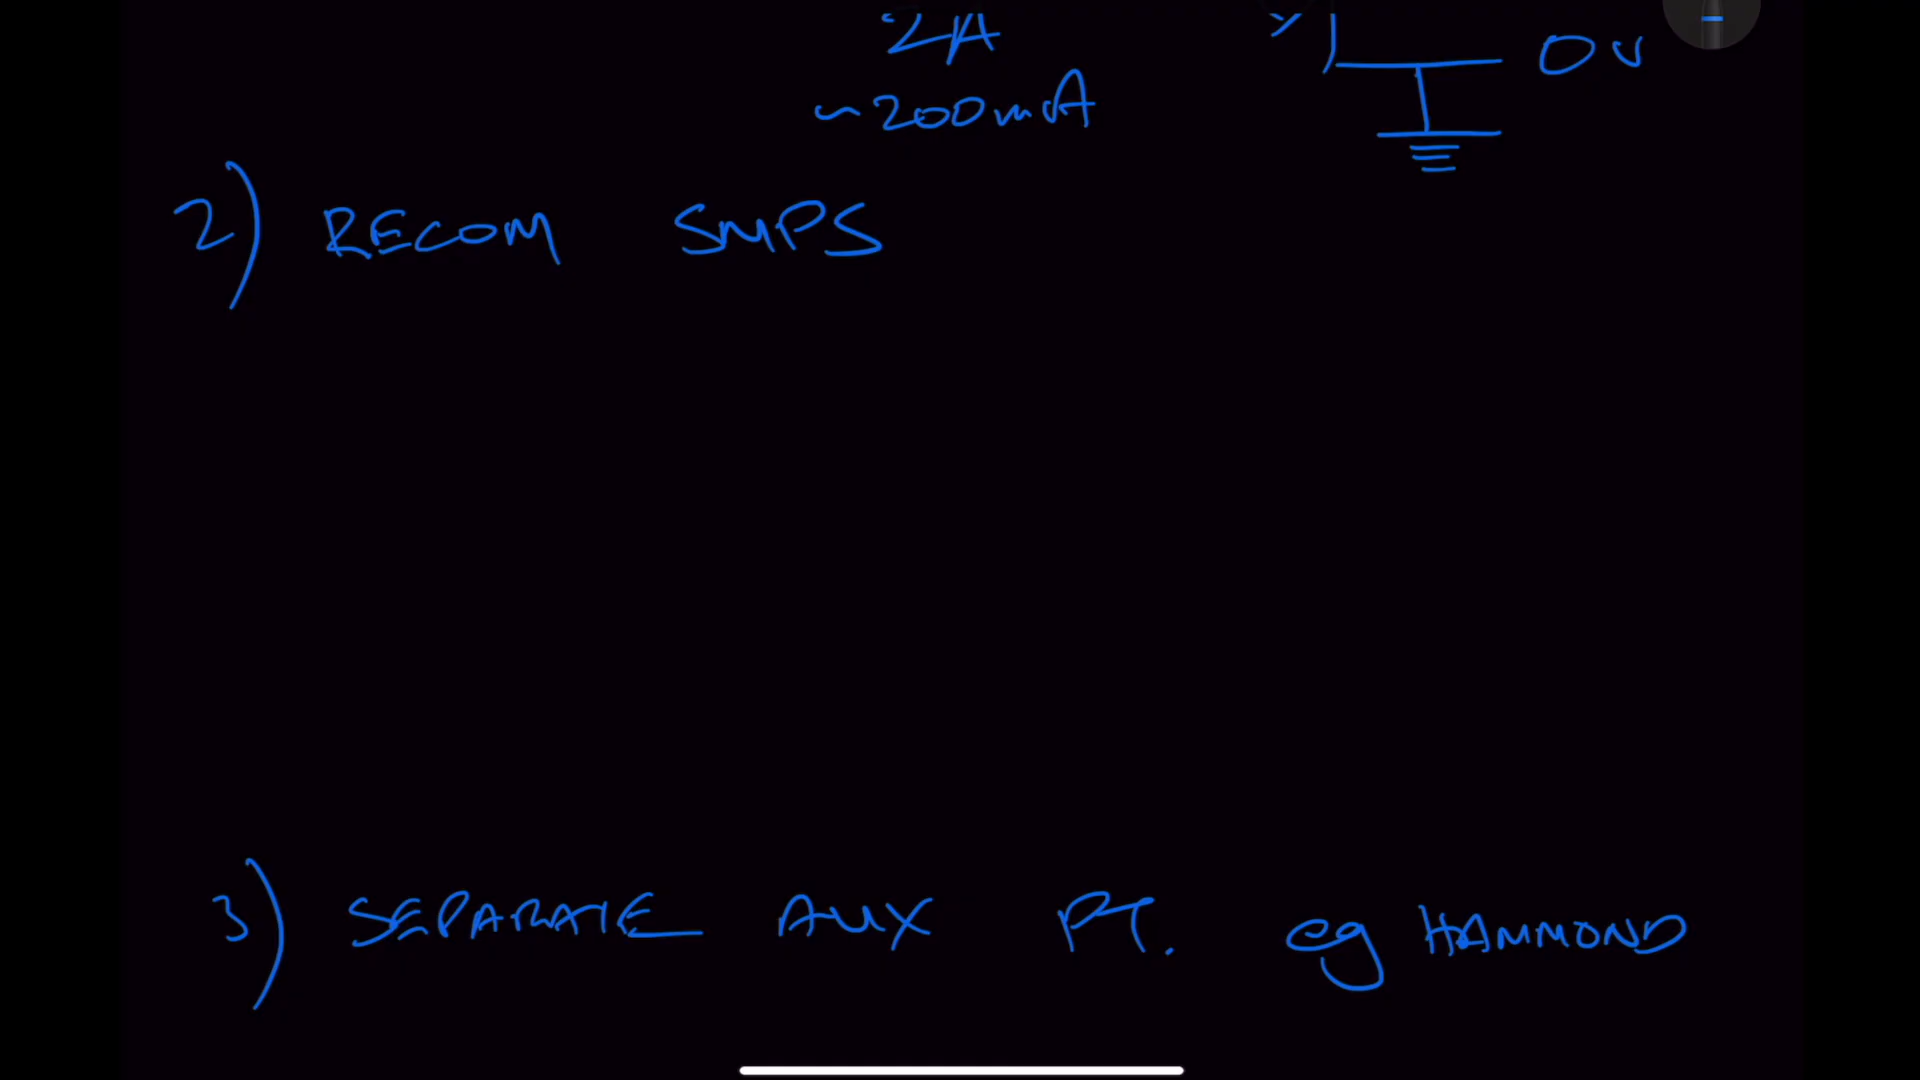 2A
0v
~200mA
2) RECOM SMPS
3) SEPARATE AUX PT. eg HAMMOND